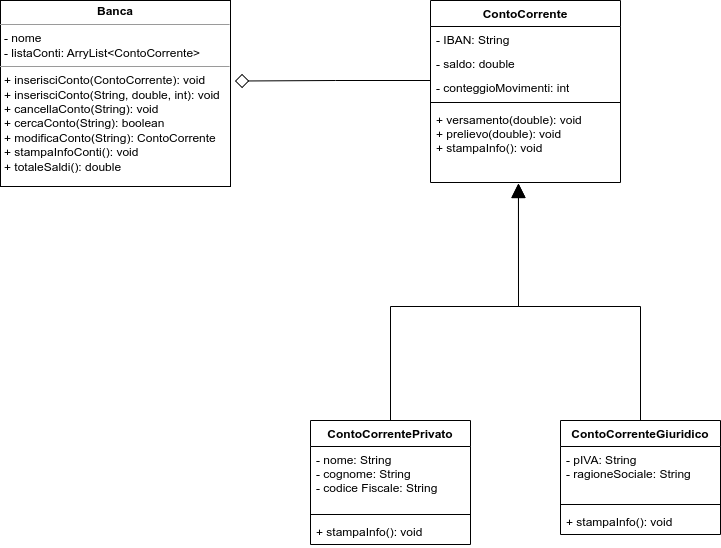 Banca
- nome
- listaConti: ArryList<ContoCorrente>
+ inserisciConto(ContoCorrente): void
+ inserisciConto(String, double, int): void
+ cancellaConto(String): void
+ cercaConto(String): boolean
+ modificaConto(String): ContoCorrente
+ stampaInfoConti(): void
+ totaleSaldi(): double
ContoCorrente
- IBAN: String
- saldo: double
- conteggioMovimenti: int
+ versamento(double): void
+ prelievo(double): void
+ stampaInfo(): void
ContoCorrentePrivato
- nome: String
- cognome: String
- codice Fiscale: String
+ stampaInfo(): void
ContoCorrenteGiuridico
- pIVA: String
- ragioneSociale: String
+ stampaInfo(): void